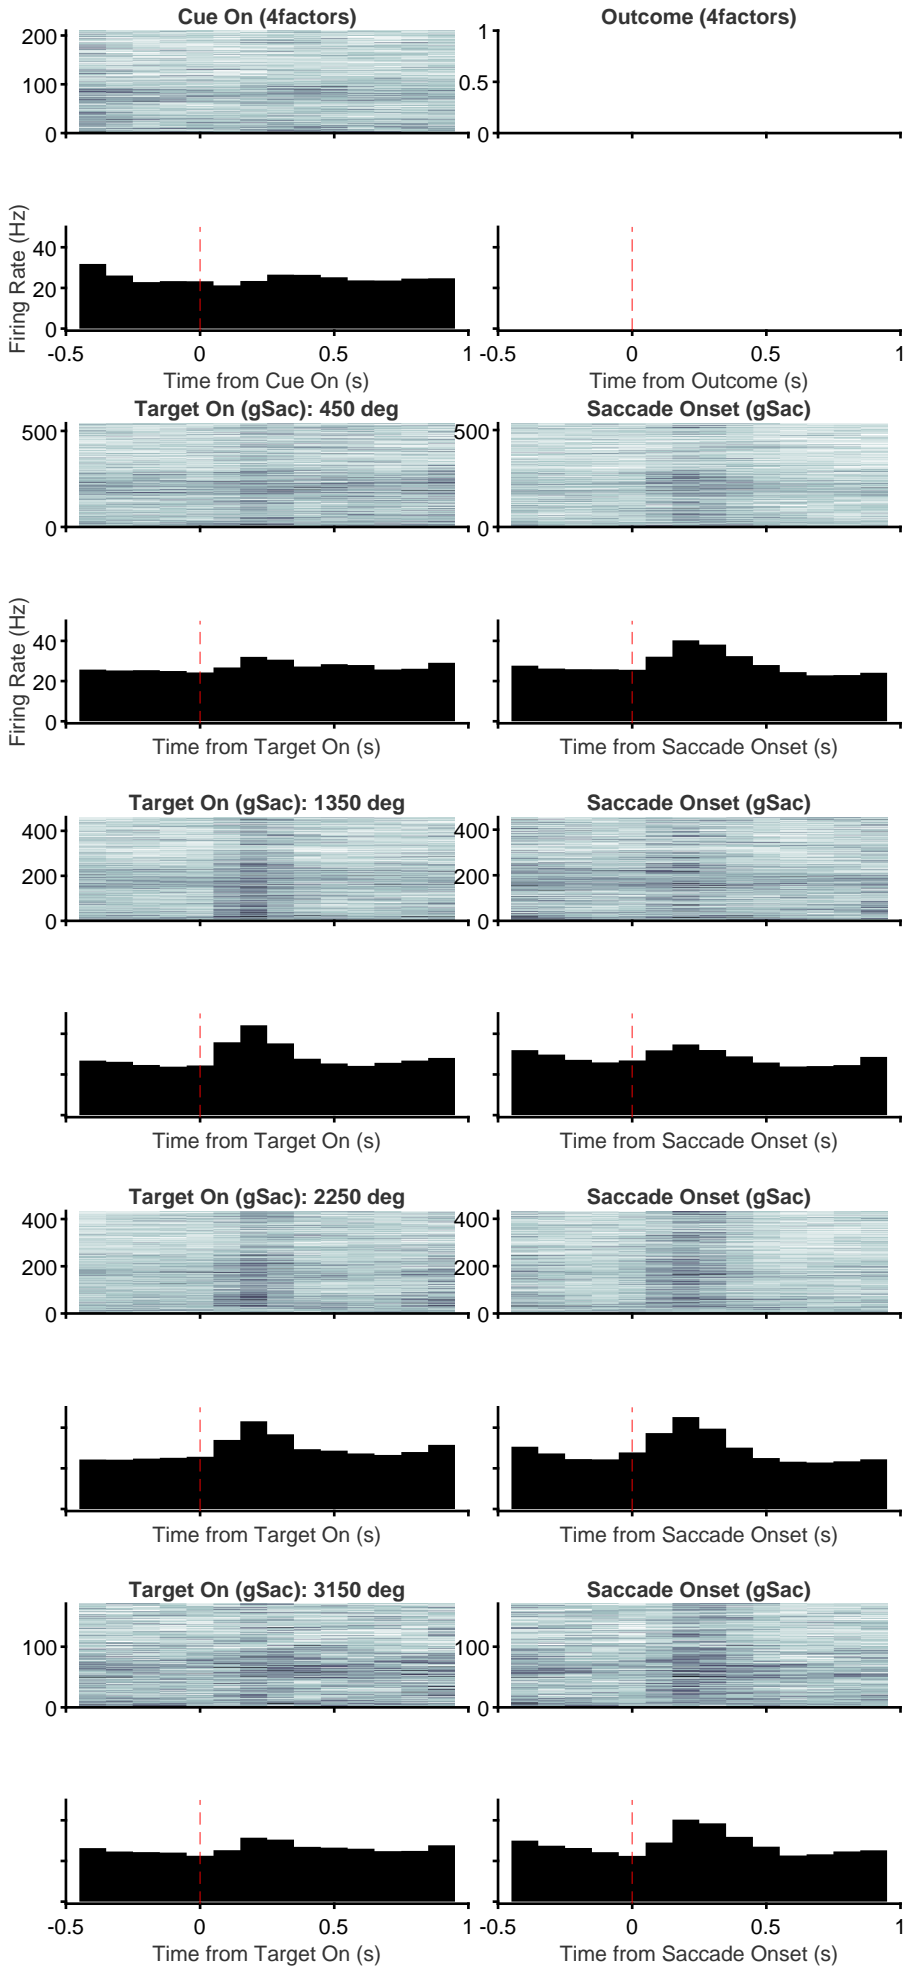 Cue On (4factors)
Outcome (4factors)
200
100
0
1
0.5
0
0
0.5
1
Firing Rate (Hz)
40
20
0
-0.5
0
0.5
1
-0.5
0
0.5
1
Time from Cue On (s)
Time from Outcome (s)
Target On (gSac): 450 deg
Saccade Onset (gSac)
500
0
500
0
Firing Rate (Hz)
40
20
0
Time from Target On (s)
Time from Saccade Onset (s)
Target On (gSac): 1350 deg
Saccade Onset (gSac)
400
200
0
400
200
0
Time from Target On (s)
Time from Saccade Onset (s)
Target On (gSac): 2250 deg
Saccade Onset (gSac)
400
200
0
400
200
0
Time from Target On (s)
Time from Saccade Onset (s)
Target On (gSac): 3150 deg
Saccade Onset (gSac)
100
0
100
0
-0.5
0
0.5
1
-0.5
0
0.5
1
Time from Target On (s)
Time from Saccade Onset (s)